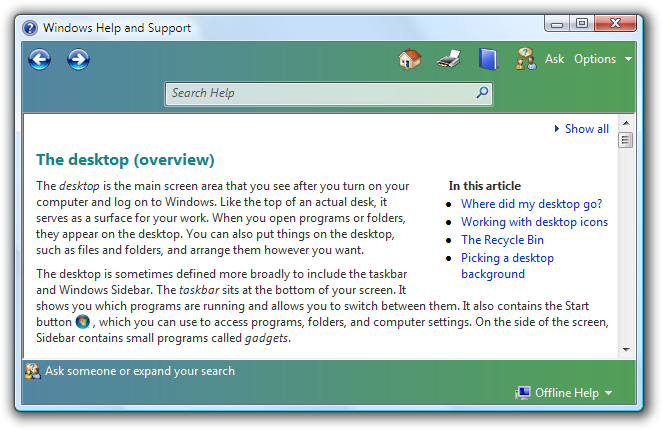 Windows Help and Support
Ask Options
Search Help
Show all
The desktop (overview)
The desktop is the main screen area that you see after you turn on your
computer and log on to Windows. Like the top of an actual desk, it
serves as a surface for your work. When you open programs or folders,
they appear on the desktop. You can also put things on the desktop,
such as files and folders, and arrange them however you want.
In this article
Where did my desktop go?
Working with desktop icons
The Recycle Bin
Picking a desktop
background
The desktop is sometimes defined more broadly to include the taskbar
and Windows Sidebar. The taskbar sits at the bottom of your screen. It
shows you which programs are running and allows you to switch between them. It also contains the Start
button , which you can use to access programs, folders, and computer settings. On the side of the screen,
Sidebar contains small programs called gadgets.
Ask someone or expand your search
Offline Help